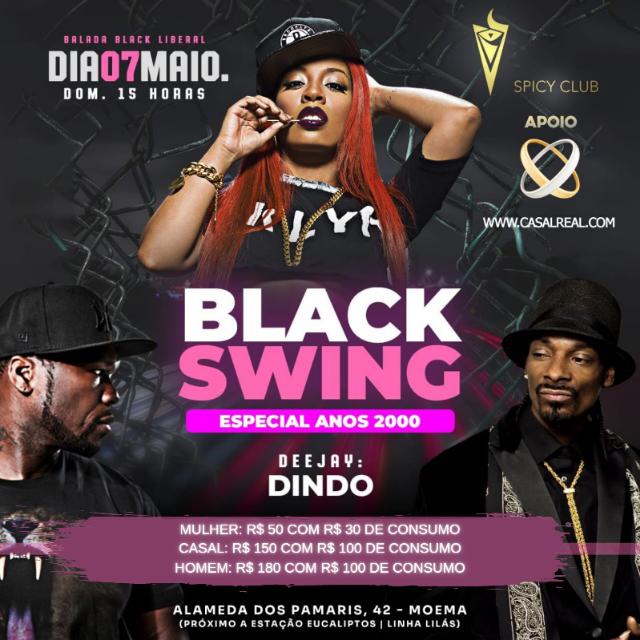 BALADA BLACK LIBERAL
DIA07MAIO.
DOM. 15 HORAS
SPICY CLUB
APOIO
WWW.CASALREAL.COM
BLACK
SWING
ESPECIAL ANOS 2000
DEEJAY:
DINDO
MULHER: R$ 50 COM R$ 30 DE CONSUMO
CASAL: R$ 150 COM R$ 100 DE CONSUMO
HOMEM: R$ 180 COM R$ 100 DE CONSUMO
ALAMEDA DOS PAMARIS, 42 - MOEMA
(PRÓXIMO A ESTAÇÃO EUCALIPTOS | LINHA LILÁS)